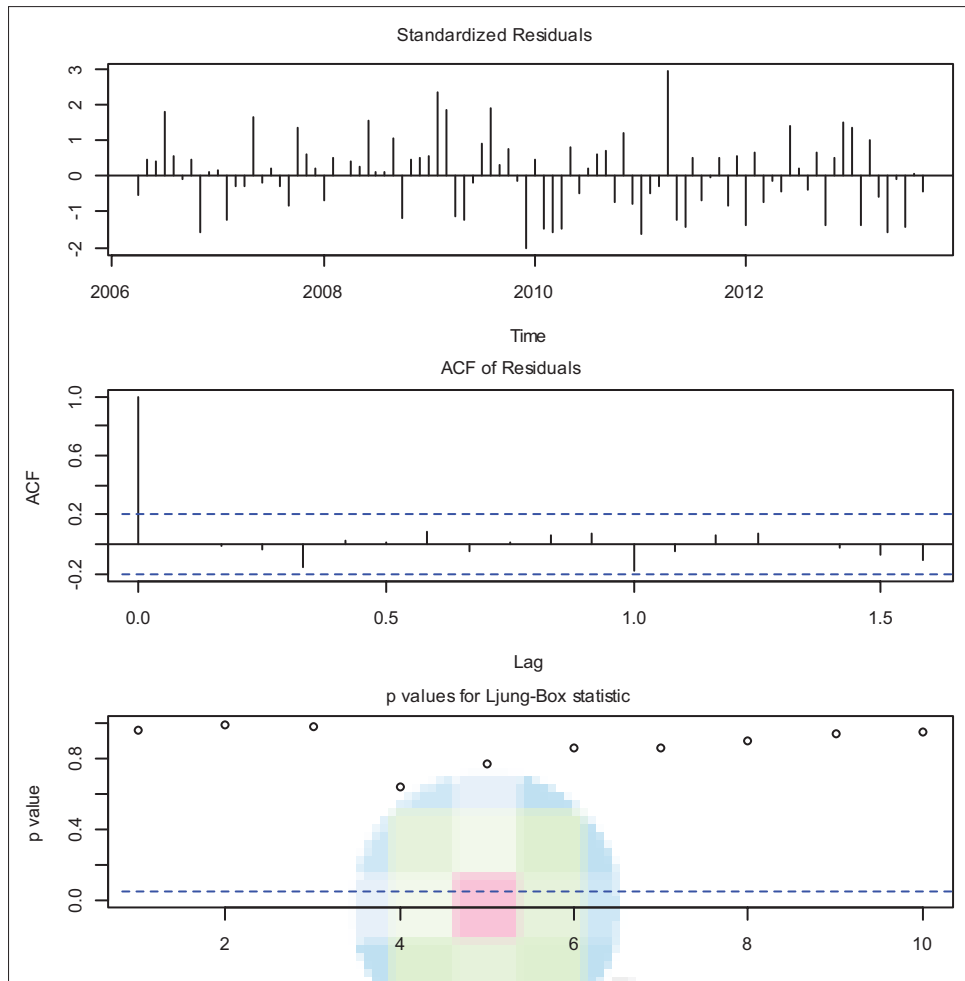 Standardized Residuals
3
2
1
0
-1
-2
2006 2008 2010 2012
Time
ACF of Residuals
1.0
0.6
0.2
-0.2
ACF
0.0 0.5 1.0 1.5
Lag
p values for Ljung-Box statistic
0.8
0.4
0.0
p value
2 4 6 8 10